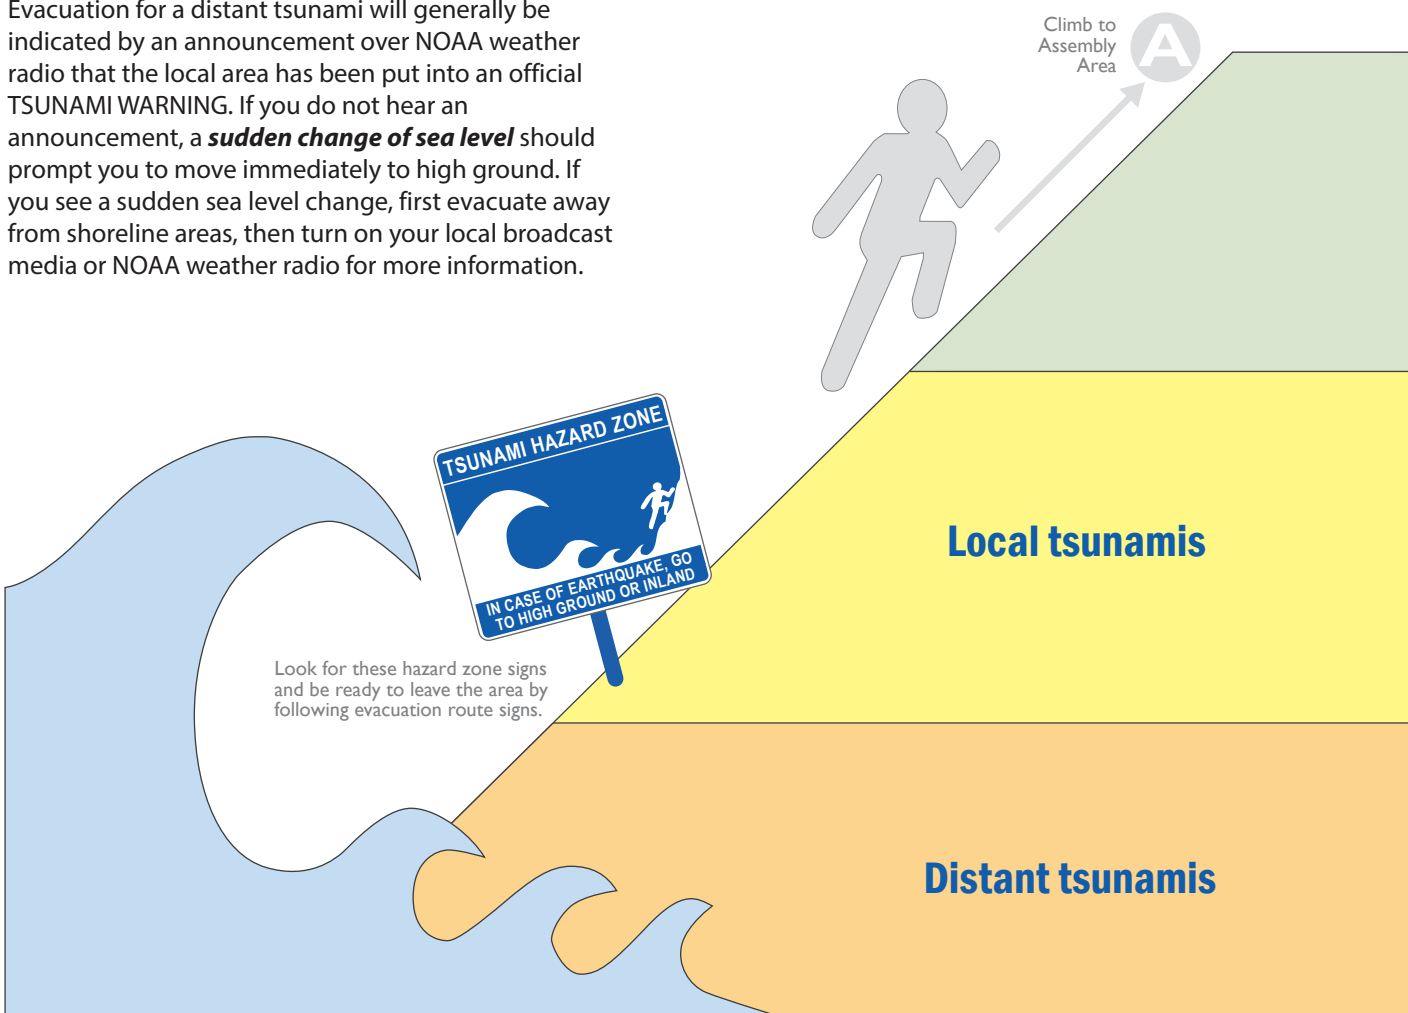 Evacuation for a distant tsunami will generally be
indicated by an announcement over NOAA weather
radio that the local area has been put into an official
TSUNAMI WARNING. If you do not hear an
announcement, a sudden change of sea level should
prompt you to move immediately to high ground. If
you see a sudden sea level change, first evacuate away
from shoreline areas, then turn on your local broadcast
media or NOAA weather radio for more information.
Climb to
Assembly
Area
A
TSUNAMI HAZARD ZONE
IN CASE OF EARTHQUAKE, GO
TO HIGH GROUND OR INLAND
Look for these hazard zone signs
and be ready to leave the area by
following evacuation route signs.
Local tsunamis
Distant tsunamis